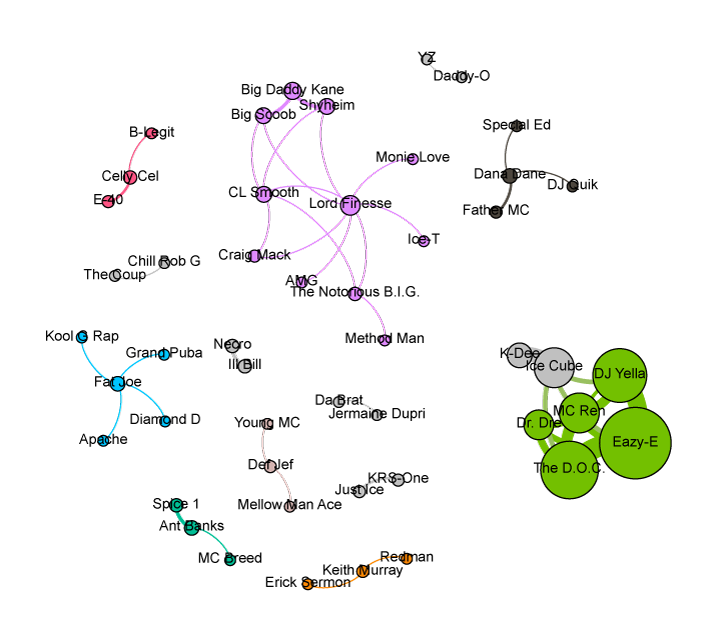 YZ
Daddy-O
Big Daddy Kane
Shyheim
Big Scoob
Special Ed
B-Legit
Monie Love
Celly Cel
Dana Dane
DJ Quik
E-40
CL Smooth
Lord Finesse
Father MC
Ice-T
Craig Mack
Chill Rob G
The Coup
AMG
The Notorious B.I.G.
Kool G Rap
Method Man
Necro
Grand Puba
K-Dee
Ill Bill
Ice Cube
DJ Yella
Fat Joe
Da Brat
Jermaine Dupri
MC Ren
Diamond D
Young MC
Dr. Dre
Apache
Eazy-E
Def Jef
The D.O.C.
KRS-One
Just Ice
Spice 1
Mellow Man Ace
Ant Banks
MC Breed
Redman
Keith Murray
Erick Sermon